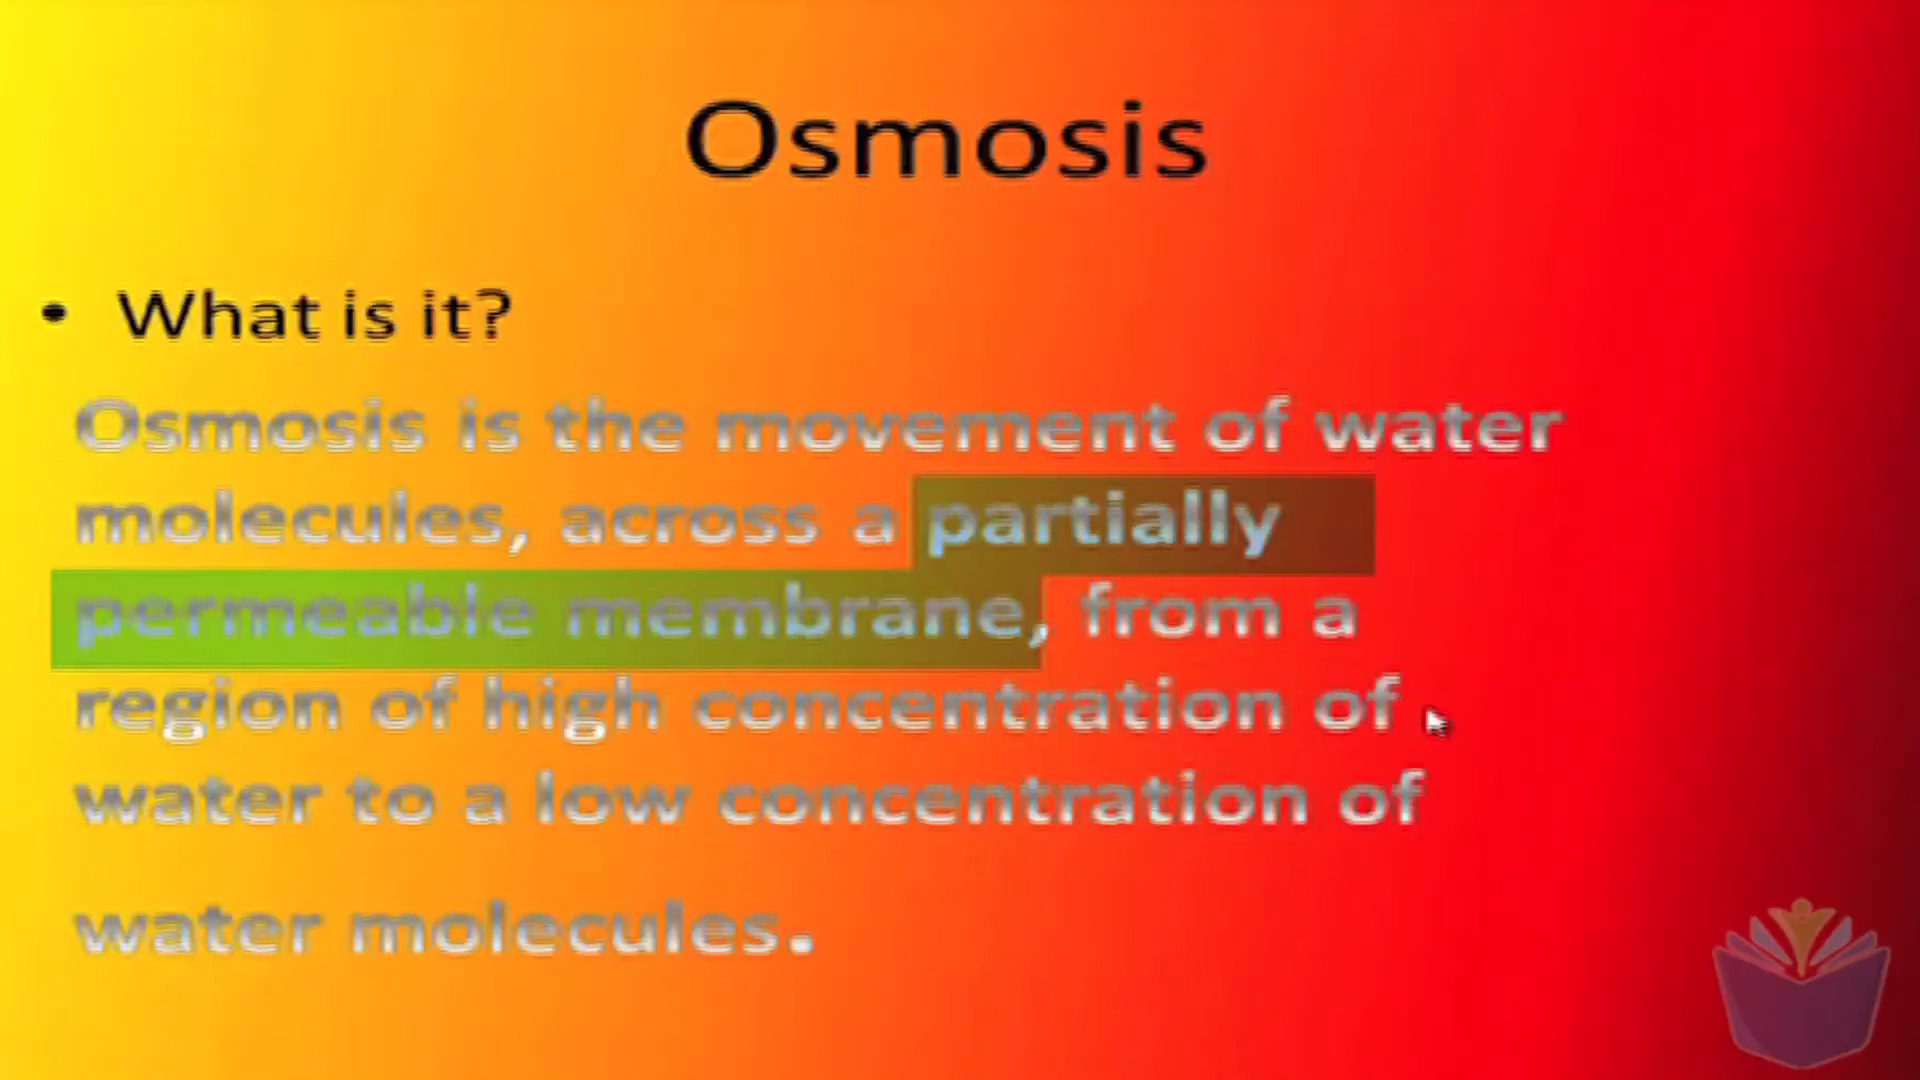 Osmosis
• What is it?
Osmosis is the movement of water
molecules, across a partially
permeable membrane, from a
region of high concentration of
water to a low concentration of
water molecules.